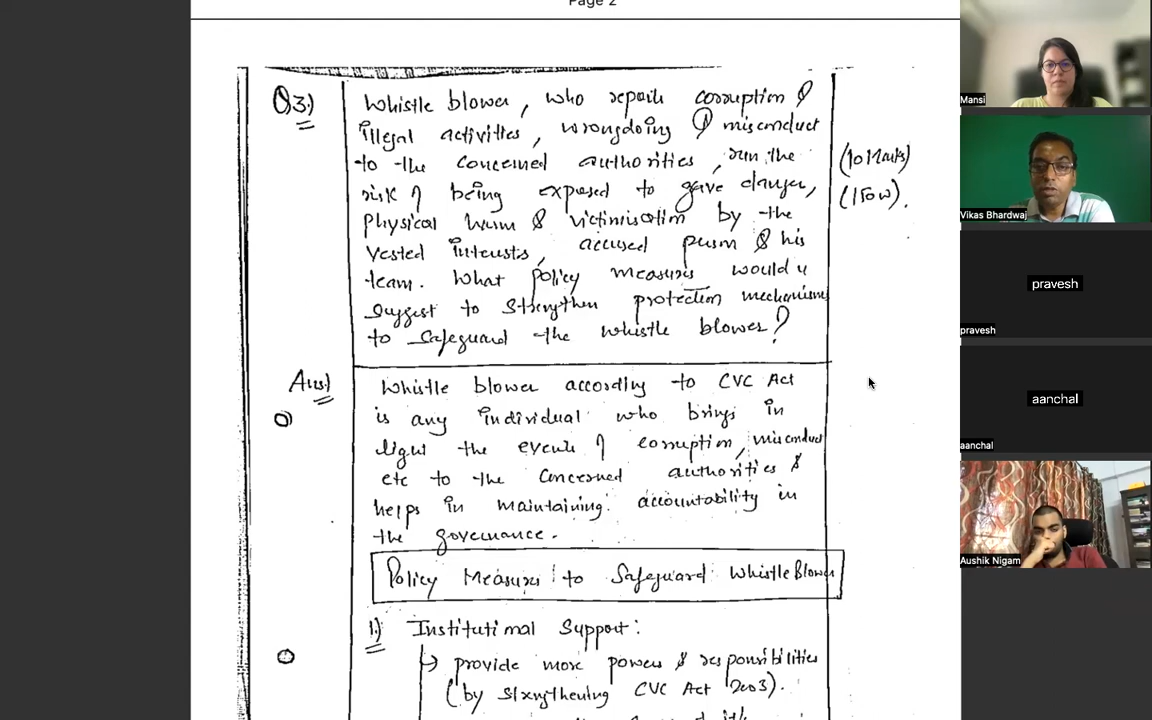 Page 2
Q3.)
Whistle blower, who reports corruption &
illegal activities, wrongdoing & misconduct
to the concerned authorities, run the
risk of being exposed to gave danger,
physical harm & victimisation by the
vested interests, accused person & his
team. What policy measures would u
suggest to strengthen protection mechanisms
to safeguard the whistle blower?
(10 Marks)
(150w).
Ans)
Whistle blower according to CVC Act
is any individual who brings in
light the events of corruption, misconduct
etc to the concerned authorities &
helps in maintaining accountability in
the governance.
Policy Measures to Safeguard Whistle Blower
1.) Institutional Support:
→ provide more powers & responsibilities
(by strengthening CVC Act 2003).
Mansi
Vikas Bhardwaj
pravesh
pravesh
aanchal
aanchal
Aushik Nigam